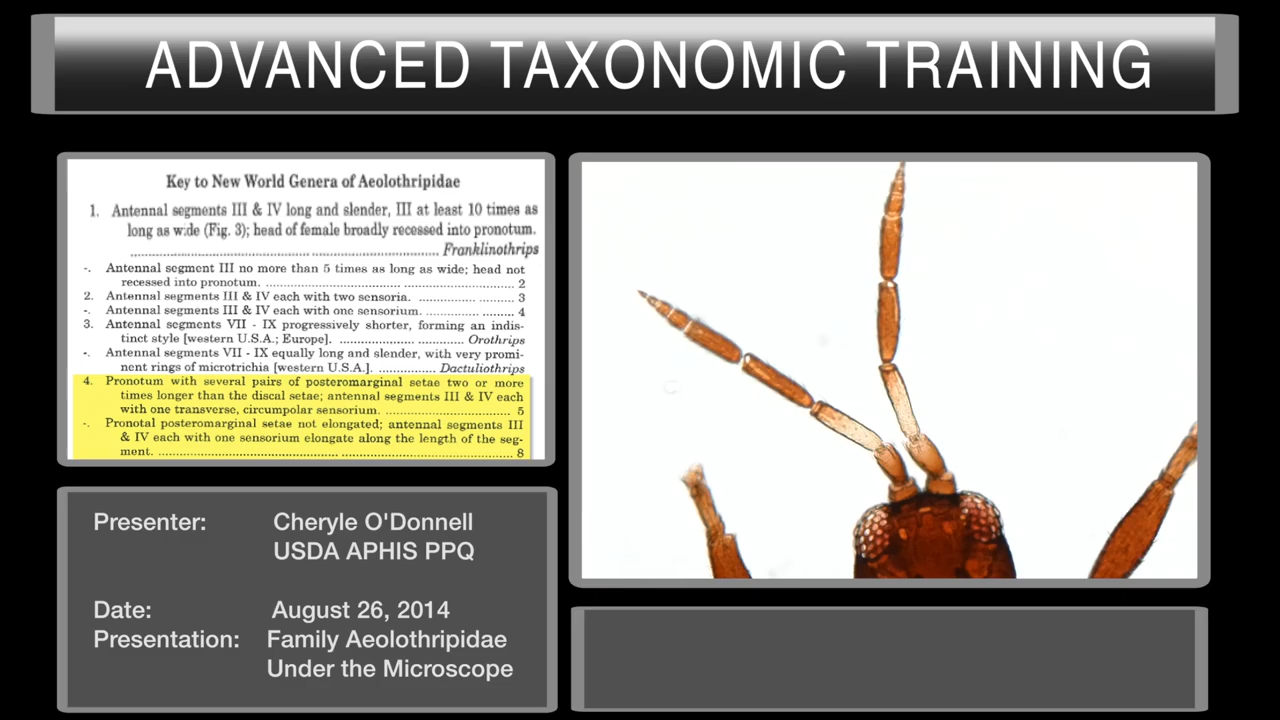 ADVANCED TAXONOMIC TRAINING
Key to New World Genera of Aeolothripidae
1. Antennal segments III & IV long and slender, III at least 10 times as
long as wide (Fig. 3); head of female broadly recessed into pronotum.
.......................................................................... Franklinothrips
-. Antennal segment III no more than 5 times as long as wide; head not
recessed into pronotum. .................................................... 2
2. Antennal segments III & IV each with two sensoria. ........................ 3
-. Antennal segments III & IV each with one sensorium. ....................... 4
3. Antennal segments VII - IX progressively shorter, forming an indis-
tinct style [western U.S.A.; Europe]. ............................ Orothrips
-. Antennal segments VII - IX equally long and slender, with very promi-
nent rings of microtrichia [western U.S.A.]. .............. Dactuliothrips
4. Pronotum with several pairs of posteromarginal setae two or more
times longer than the discal setae; antennal segments III & IV each
with one transverse, circumpolar sensorium. ............................... 5
-. Pronotal posteromarginal setae not elongated; antennal segments III
& IV each with one sensorium elongate along the length of the seg-
ment. .................................................................................... 8
Presenter: Cheryle O'Donnell
USDA APHIS PPQ
Date: August 26, 2014
Presentation: Family Aeolothripidae
Under the Microscope